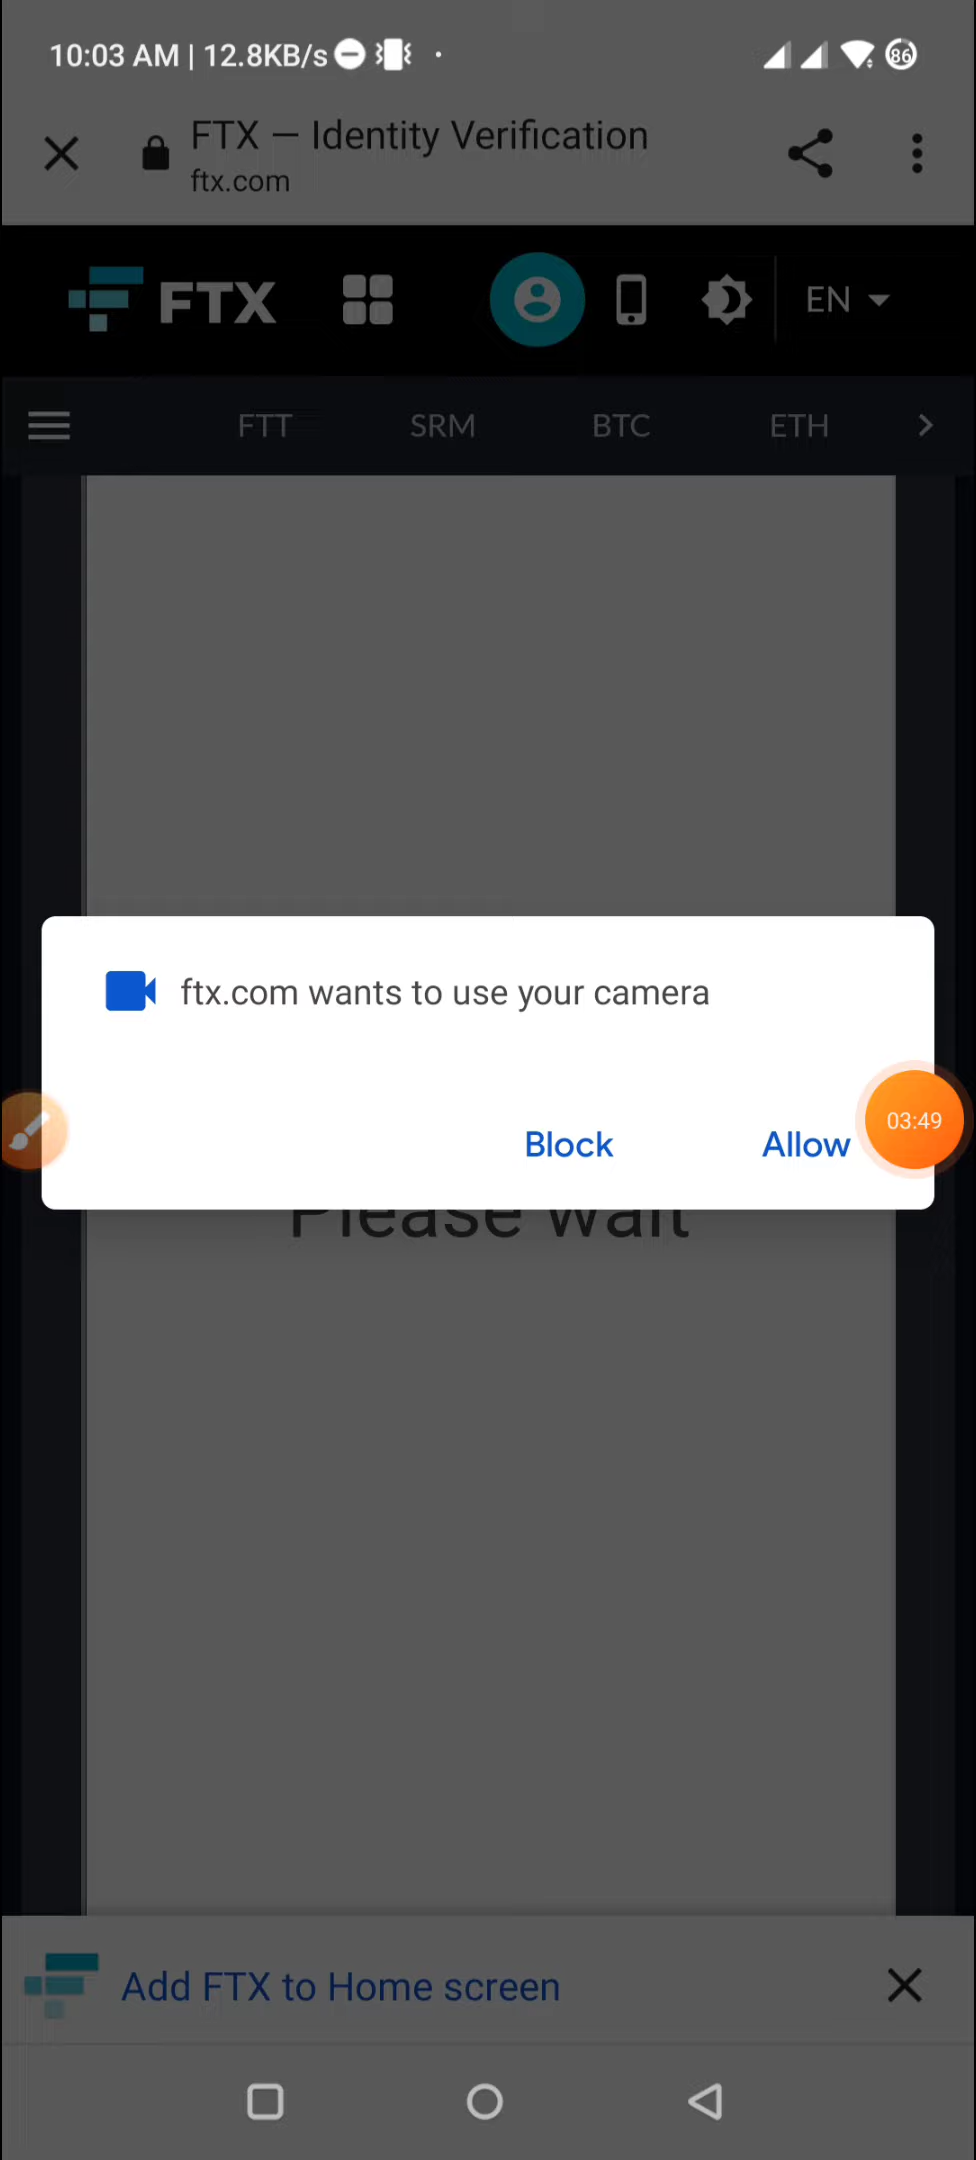 10:03 AM | 12.8KB/s
86
FTX — Identity Verification
ftx.com
FTX
EN
FTT SRM BTC ETH
ftx.com wants to use your camera
Block Allow
03:49
Please wait
Add FTX to Home screen